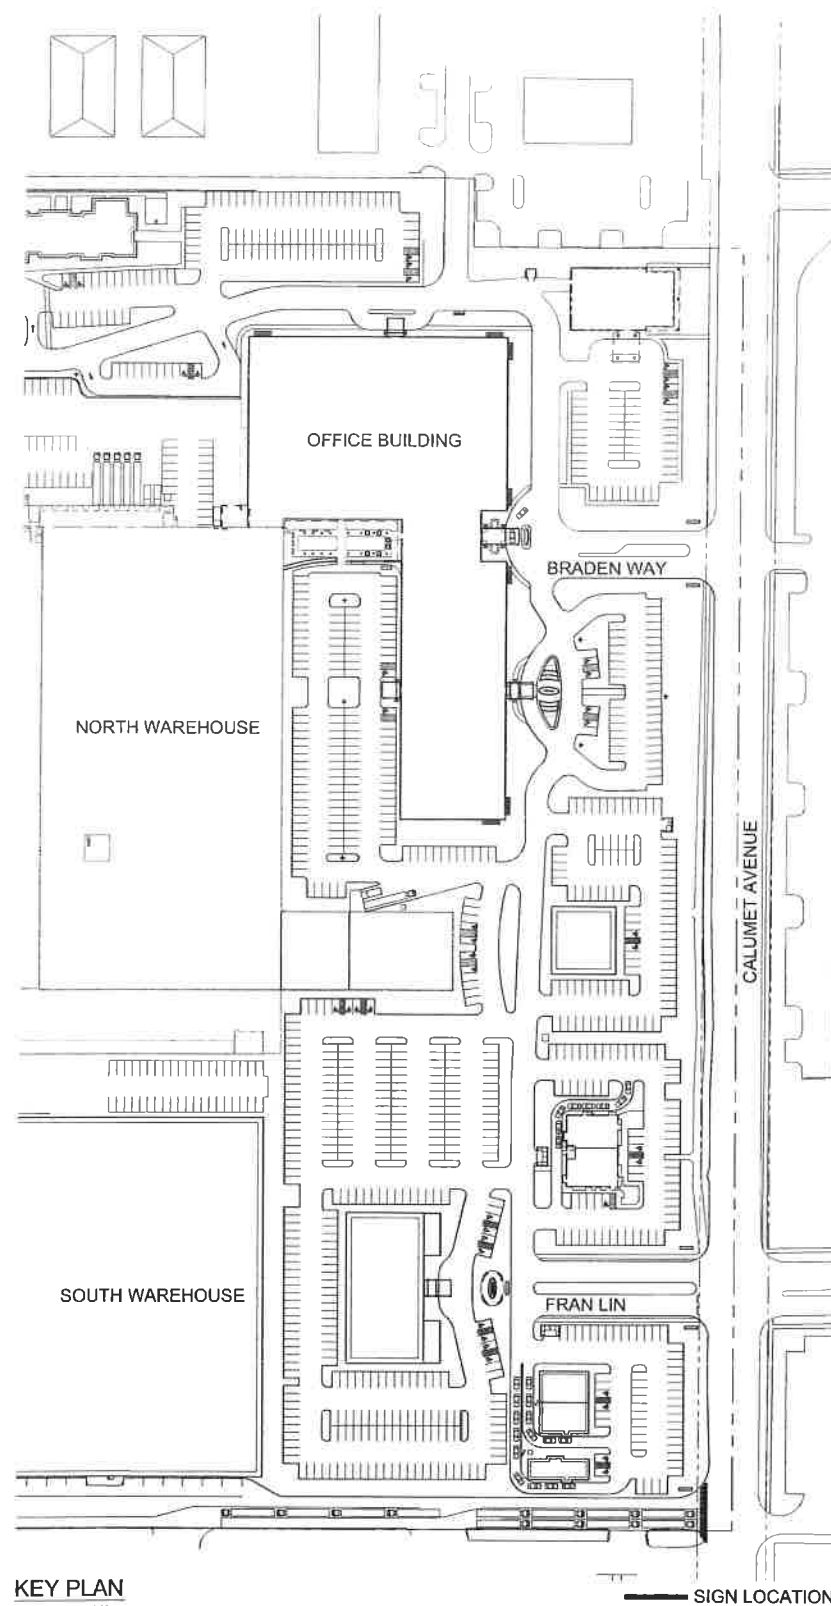 OFFICE BUILDING
BRADEN WAY
NORTH WAREHOUSE
CALUMET AVENUE
SOUTH WAREHOUSE
FRAN LIN
KEY PLAN
SIGN LOCATION